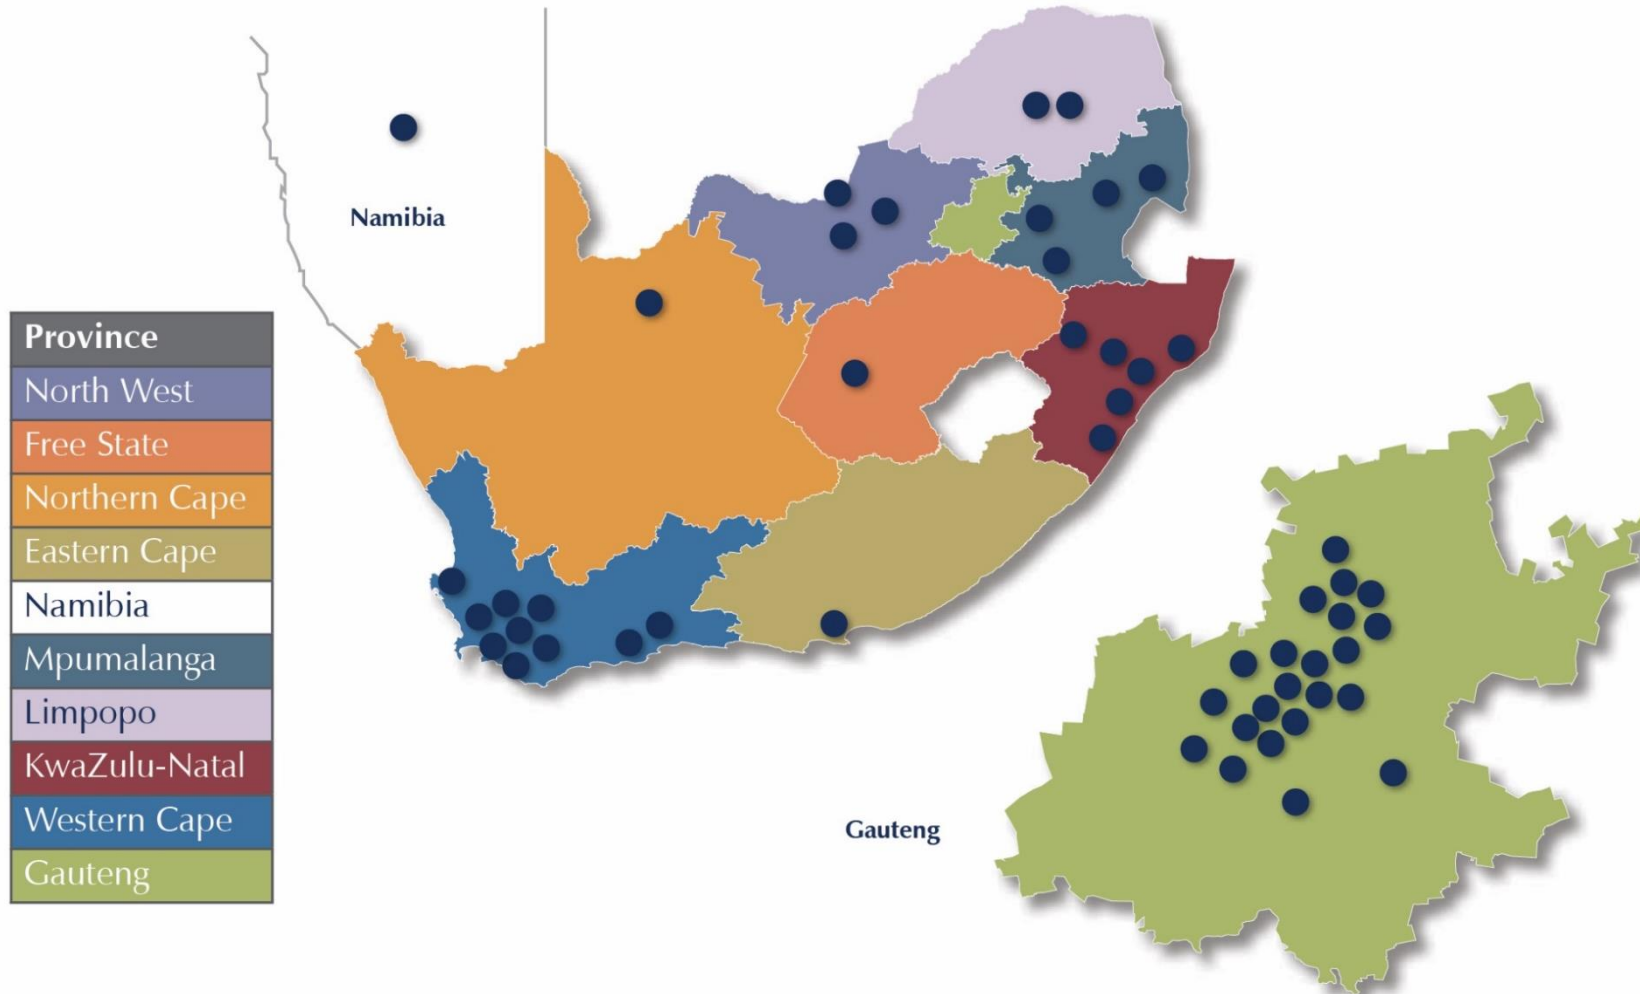 Namibia
Province
North West
Free State
Northern Cape
Eastern Cape
Namibia
Mpumalanga
Limpopo
KwaZulu-Natal
Western Cape
Gauteng
Gauteng